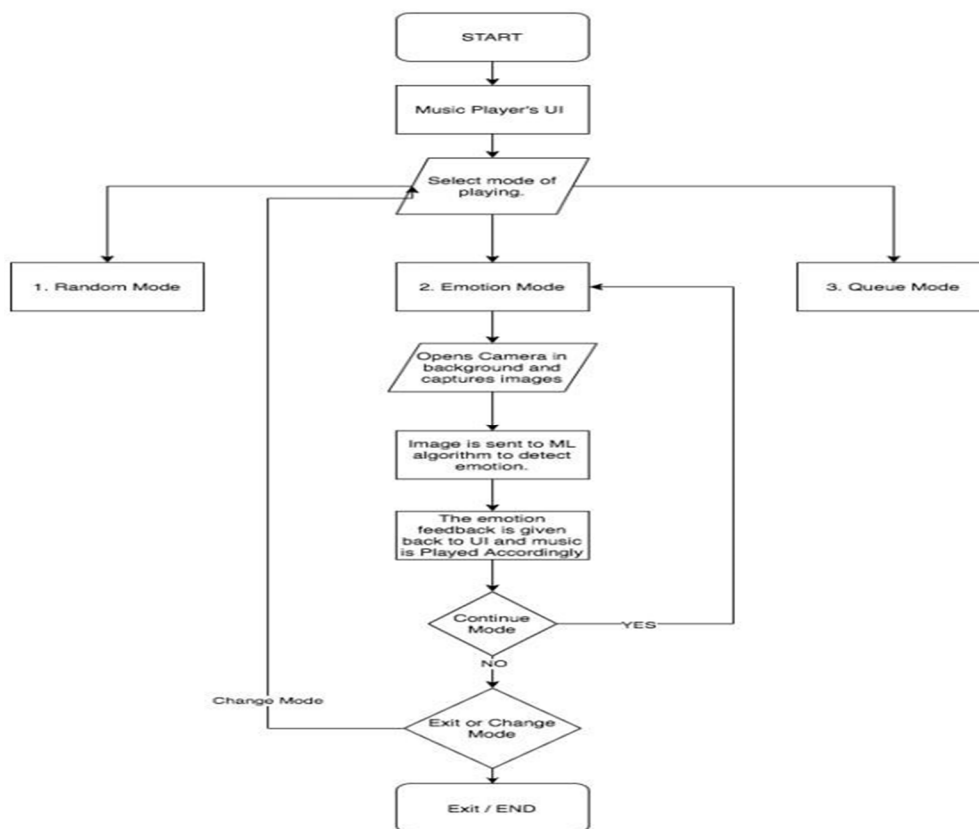 START
Music Player's UI
Select mode of
playing.
1. Random Mode
2. Emotion Mode
3. Queue Mode
Opens Camera in
background and
captures images
Image is sent to ML
algorithm to detect
emotion.
The emotion
feedback is given
back to UI and music
is Played Accordingly
Continue
Mode
YES
NO
Change Mode
Exit or Change
Mode
Exit / END